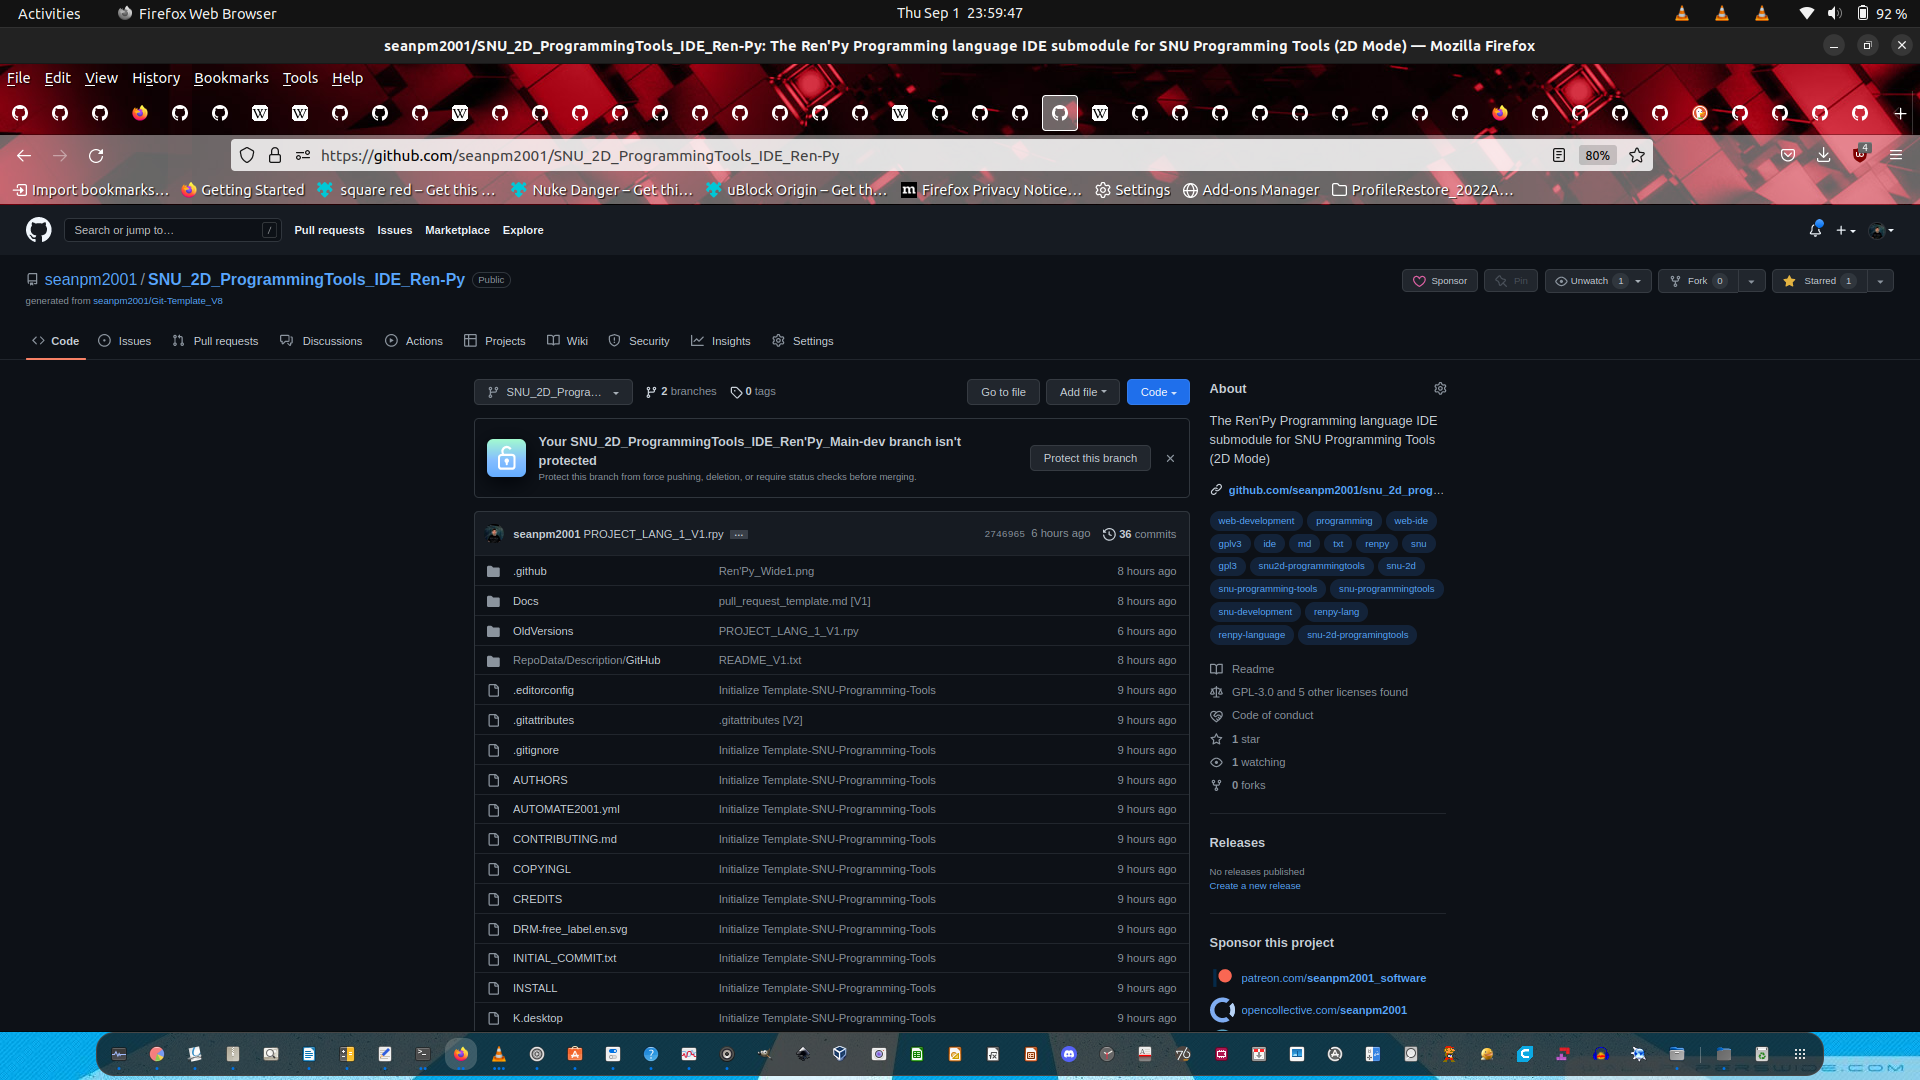 Activities
Firefox Web Browser
Thu Sep 1 23:59:47
92 %
seanpm2001/SNU_2D_ProgrammingTools_IDE_Ren-Py: The Ren'Py Programming language IDE submodule for SNU Programming Tools (2D Mode) — Mozilla Firefox
File Edit View History Bookmarks Tools Help
https://github.com/seanpm2001/SNU_2D_ProgrammingTools_IDE_Ren-Py
80%
4
Import bookmarks… Getting Started square red – Get this … Nuke Danger – Get thi… uBlock Origin – Get th… Firefox Privacy Notice… Settings Add-ons Manager ProfileRestore_2022A…
Search or jump to… /
Pull requests Issues Marketplace Explore
seanpm2001 / SNU_2D_ProgrammingTools_IDE_Ren-Py Public
generated from seanpm2001/Git-Template_V8
Sponsor Pin Unwatch 1 Fork 0 Starred 1
Code Issues Pull requests Discussions Actions Projects Wiki Security Insights Settings
SNU_2D_Progra… 2 branches 0 tags
Go to file Add file Code
Your SNU_2D_ProgrammingTools_IDE_Ren'Py_Main-dev branch isn't
protected
Protect this branch from force pushing, deletion, or require status checks before merging.
Protect this branch
seanpm2001 PROJECT_LANG_1_V1.rpy … 2746965 6 hours ago 36 commits
.github Ren'Py_Wide1.png 8 hours ago
Docs pull_request_template.md [V1] 8 hours ago
OldVersions PROJECT_LANG_1_V1.rpy 6 hours ago
RepoData/Description/GitHub README_V1.txt 8 hours ago
.editorconfig Initialize Template-SNU-Programming-Tools 9 hours ago
.gitattributes .gitattributes [V2] 9 hours ago
.gitignore Initialize Template-SNU-Programming-Tools 9 hours ago
AUTHORS Initialize Template-SNU-Programming-Tools 9 hours ago
AUTOMATE2001.yml Initialize Template-SNU-Programming-Tools 9 hours ago
CONTRIBUTING.md Initialize Template-SNU-Programming-Tools 9 hours ago
COPYINGL Initialize Template-SNU-Programming-Tools 9 hours ago
CREDITS Initialize Template-SNU-Programming-Tools 9 hours ago
DRM-free_label.en.svg Initialize Template-SNU-Programming-Tools 9 hours ago
INITIAL_COMMIT.txt Initialize Template-SNU-Programming-Tools 9 hours ago
INSTALL Initialize Template-SNU-Programming-Tools 9 hours ago
K.desktop Initialize Template-SNU-Programming-Tools 9 hours ago
About
The Ren'Py Programming language IDE
submodule for SNU Programming Tools
(2D Mode)
github.com/seanpm2001/snu_2d_prog…
web-development programming web-ide
gplv3 ide md txt renpy snu
gpl3 snu2d-programmingtools snu-2d
snu-programming-tools snu-programmingtools
snu-development renpy-lang
renpy-language snu-2d-programingtools
Readme
GPL-3.0 and 5 other licenses found
Code of conduct
1 star
1 watching
0 forks
Releases
No releases published
Create a new release
Sponsor this project
patreon.com/seanpm2001_software
opencollective.com/seanpm2001